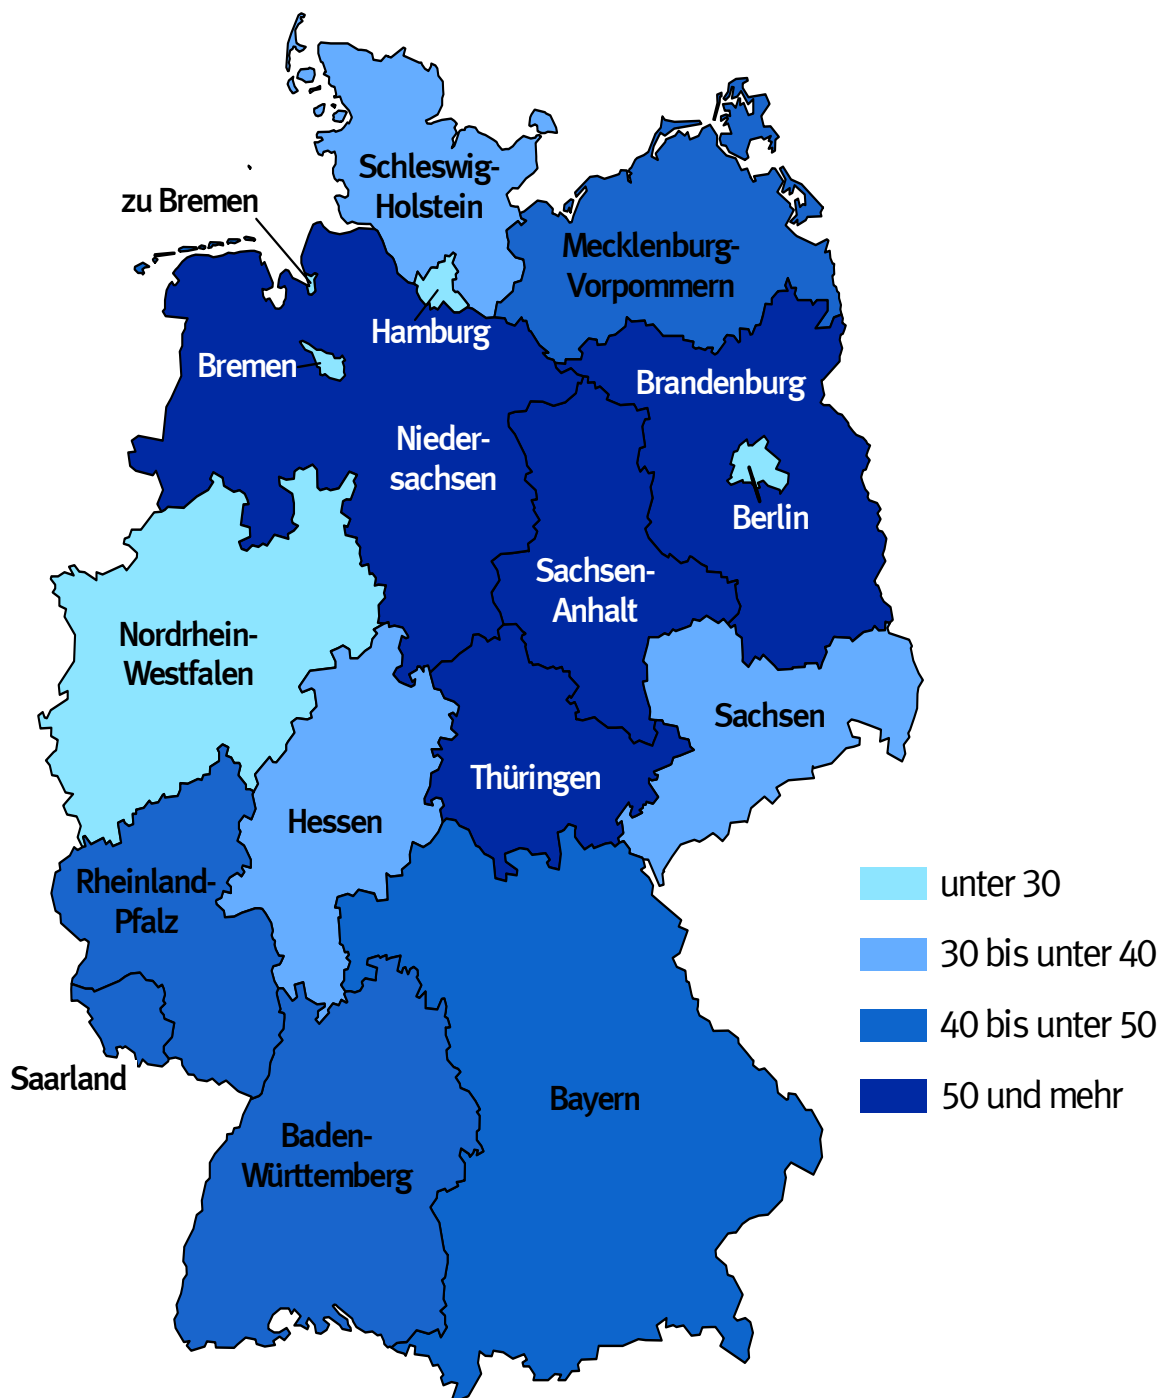 Schleswig-
Holstein
zu Bremen
Mecklenburg-
Vorpommern
Hamburg
Bremen
Brandenburg
Nieder-
sachsen
Berlin
Sachsen-
Anhalt
Nordrhein-
Westfalen
Sachsen
Thüringen
Hessen
Rheinland-
Pfalz
unter 30
30 bis unter 40
40 bis unter 50
50 und mehr
Saarland
Bayern
Baden-
Württemberg